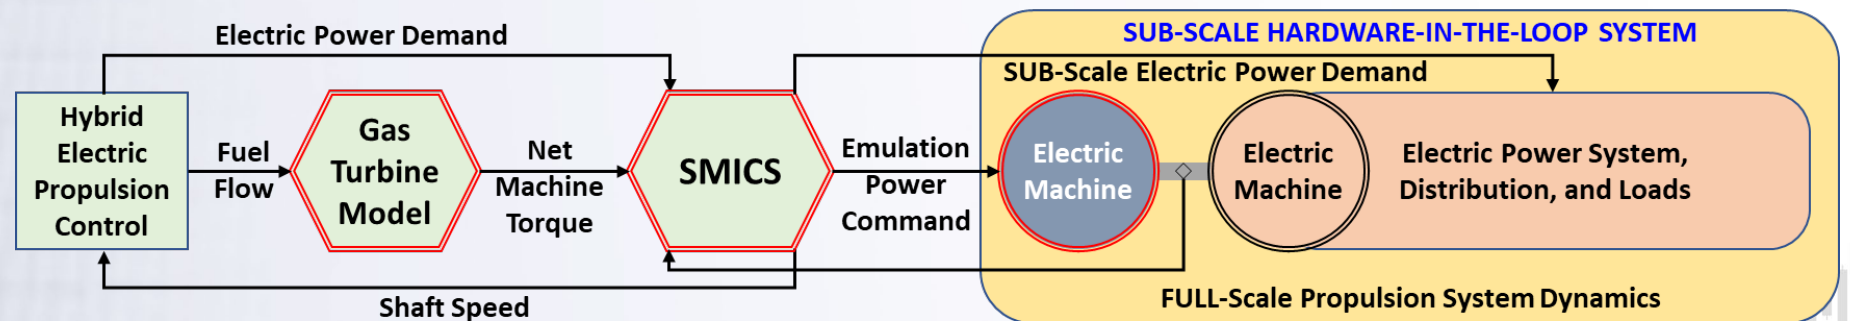 Electric Power Demand
SUB-SCALE HARDWARE-IN-THE-LOOP SYSTEM
SUB-Scale Electric Power Demand
Hybrid
Electric
Propulsion
Control
Fuel
Flow
Gas
Turbine
Model
Net
Machine
Torque
SMICS
Emulation
Power
Command
Electric
Machine
Electric
Machine
Electric Power System,
Distribution, and Loads
Shaft Speed
FULL-Scale Propulsion System Dynamics